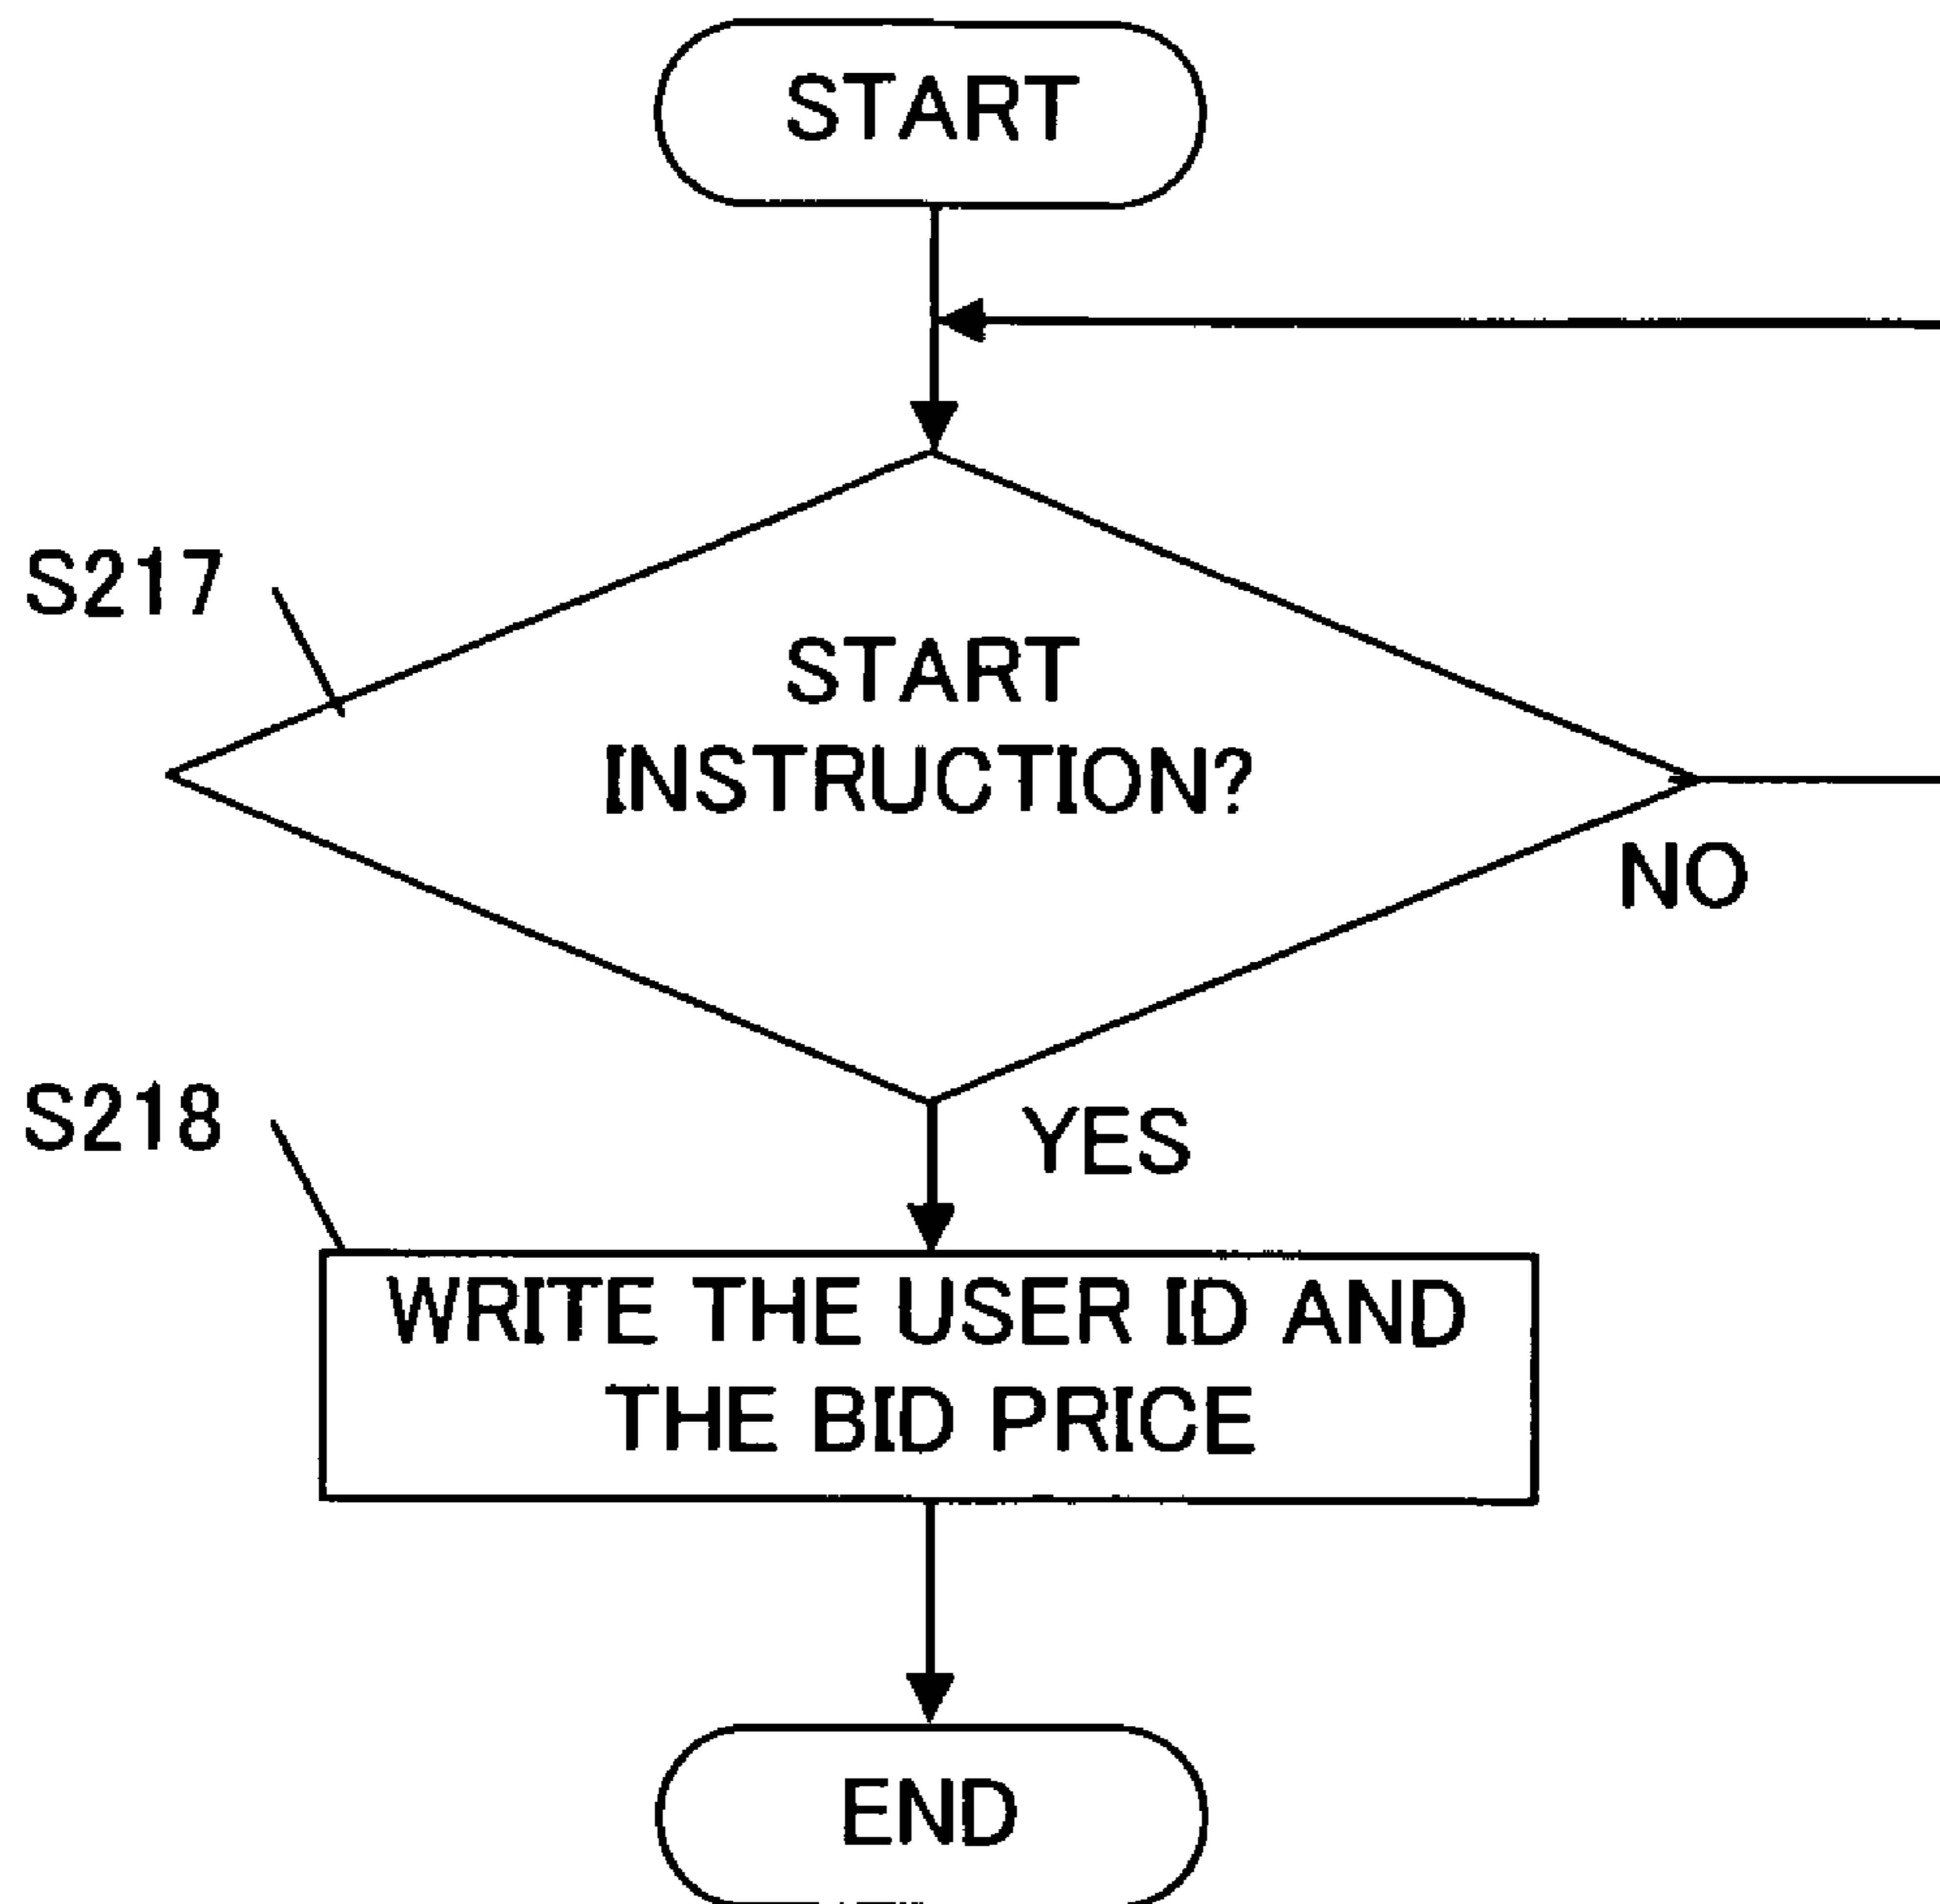 START
S217
START
INSTRUCTION?
NO
S218
YES
WRITE THE USER ID AND
THE BID PRICE
END